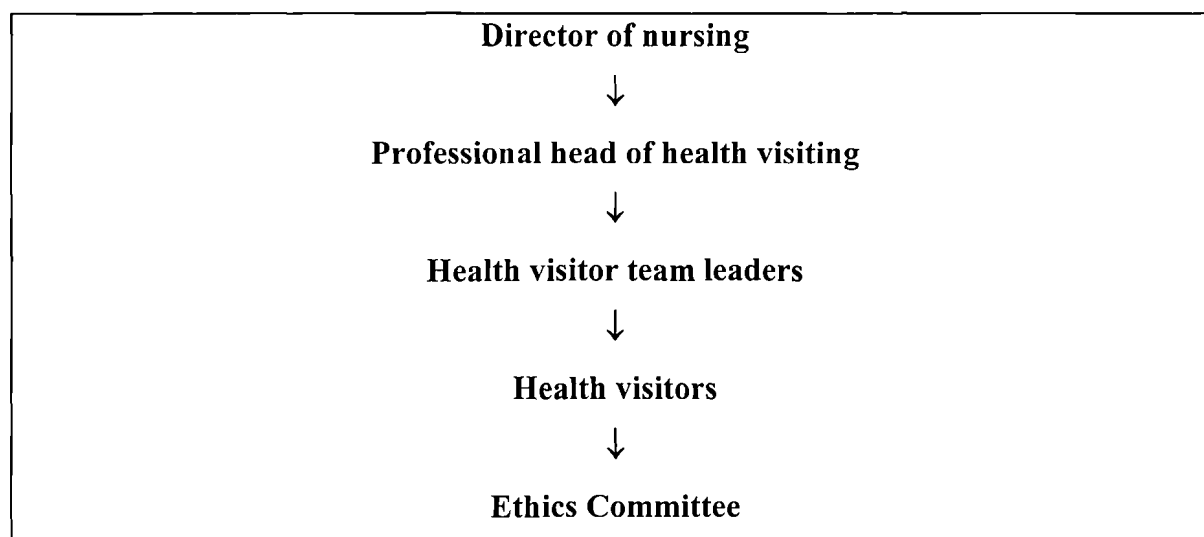 Director of nursing
↓
Professional head of health visiting
↓
Health visitor team leaders
↓
Health visitors
↓
Ethics Committee